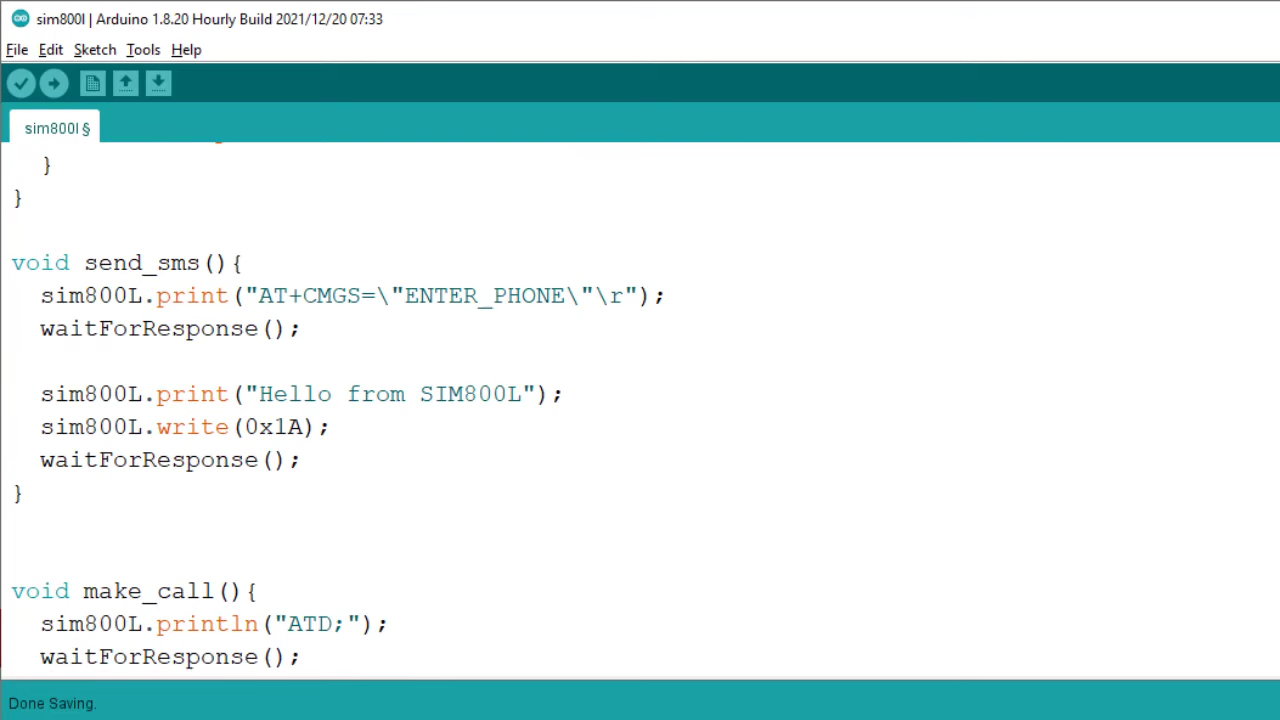 sim800l | Arduino 1.8.20 Hourly Build 2021/12/20 07:33
File Edit Sketch Tools Help
sim800l §
}
}
void send_sms(){
sim800L.print("AT+CMGS=\"ENTER_PHONE\"\r");
waitForResponse();
sim800L.print("Hello from SIM800L");
sim800L.write(0x1A);
waitForResponse();
}
void make_call(){
sim800L.println("ATD;");
waitForResponse();
Done Saving.